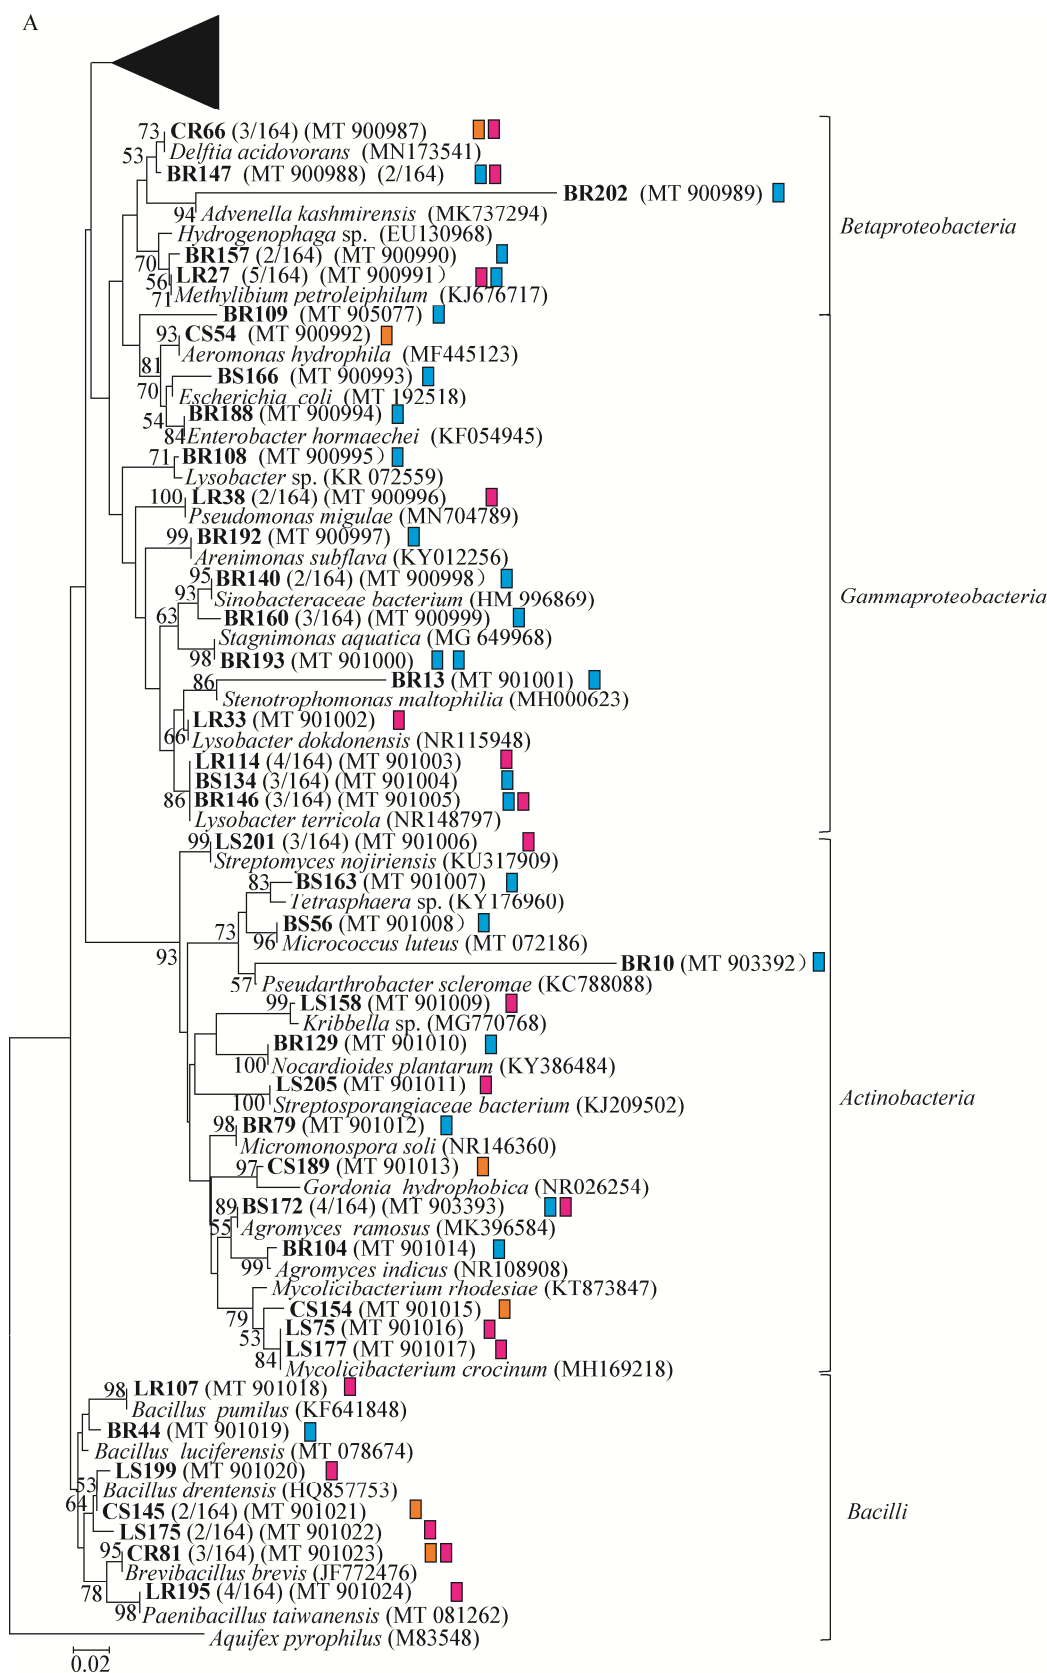 A
73 CR66 (3/164) (MT 900987)
53 Delftia acidovorans (MN173541)
BR147 (MT 900988) (2/164)
BR202 (MT 900989)
94 Advenella kashmirensis (MK737294)
Betaproteobacteria
Hydrogenophaga sp. (EU130968)
70 BR157 (2/164) (MT 900990)
56 LR27 (5/164) (MT 900991)
71 Methylibium petroleiphilum (KJ676717)
BR109 (MT 905077)
93 CS54 (MT 900992)
Aeromonas hydrophila (MF445123)
81 BS166 (MT 900993)
70 Escherichia coli (MT 192518)
54 BR188 (MT 900994)
84 Enterobacter hormaechei (KF054945)
71 BR108 (MT 900995)
Lysobacter sp. (KR 072559)
100 LR38 (2/164) (MT 900996)
Pseudomonas migulae (MN704789)
99 BR192 (MT 900997)
Arenimonas subflava (KY012256)
95 BR140 (2/164) (MT 900998)
93 Sinobacteraceae bacterium (HM 996869)
Gammaproteobacteria
63 BR160 (3/164) (MT 900999)
Stagnimonas aquatica (MG 649968)
98 BR193 (MT 901000)
86 BR13 (MT 901001)
Stenotrophomonas maltophilia (MH000623)
LR33 (MT 901002)
66 Lysobacter dokdonensis (NR115948)
LR114 (4/164) (MT 901003)
BS134 (3/164) (MT 901004)
86 BR146 (3/164) (MT 901005)
Lysobacter terricola (NR148797)
99 LS201 (3/164) (MT 901006)
Streptomyces nojiriensis (KU317909)
83 BS163 (MT 901007)
Tetrasphaera sp. (KY176960)
73 BS56 (MT 901008)
96 Micrococcus luteus (MT 072186)
93 BR10 (MT 903392)
57 Pseudarthrobacter scleromae (KC788088)
99 LS158 (MT 901009)
Kribbella sp. (MG770768)
BR129 (MT 901010)
100 Nocardioides plantarum (KY386484)
LS205 (MT 901011)
Actinobacteria
100 Streptosporangiaceae bacterium (KJ209502)
98 BR79 (MT 901012)
Micromonospora soli (NR146360)
97 CS189 (MT 901013)
Gordonia hydrophobica (NR026254)
89 BS172 (4/164) (MT 903393)
55 Agromyces ramosus (MK396584)
BR104 (MT 901014)
99 Agromyces indicus (NR108908)
Mycolicibacterium rhodesiae (KT873847)
79 CS154 (MT 901015)
53 LS75 (MT 901016)
LS177 (MT 901017)
84 Mycolicibacterium crocinum (MH169218)
98 LR107 (MT 901018)
Bacillus pumilus (KF641848)
BR44 (MT 901019)
Bacillus luciferensis (MT 078674)
LS199 (MT 901020)
53 Bacillus drentensis (HQ857753)
64 CS145 (2/164) (MT 901021)
Bacilli
LS175 (2/164) (MT 901022)
95 CR81 (3/164) (MT 901023)
Brevibacillus brevis (JF772476)
78 LR195 (4/164) (MT 901024)
98 Paenibacillus taiwanensis (MT 081262)
Aquifex pyrophilus (M83548)
0.02